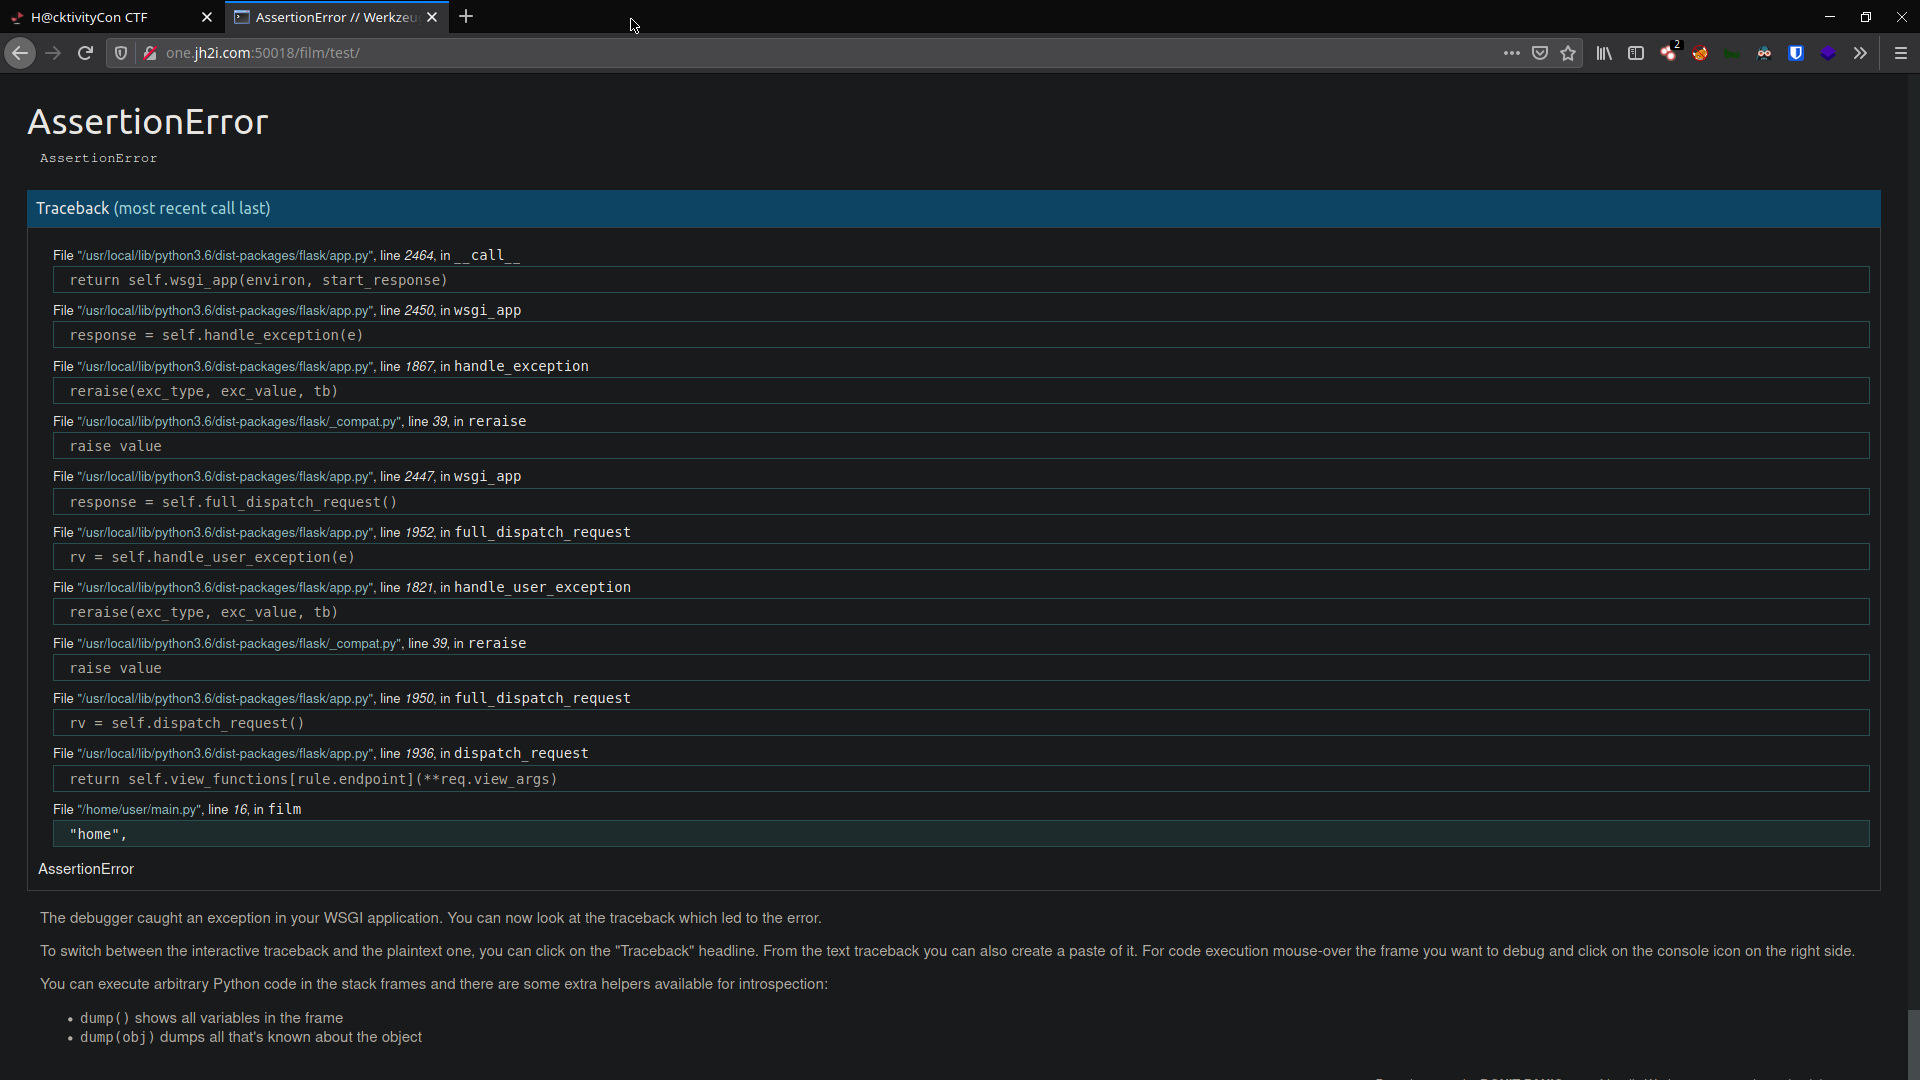 H@cktivityCon CTF
AssertionError // Werkzeu
one.jh2i.com:50018/film/test/
2
AssertionError
AssertionError
Traceback (most recent call last)
File "/usr/local/lib/python3.6/dist-packages/flask/app.py", line 2464, in __call__
return self.wsgi_app(environ, start_response)
File "/usr/local/lib/python3.6/dist-packages/flask/app.py", line 2450, in wsgi_app
response = self.handle_exception(e)
File "/usr/local/lib/python3.6/dist-packages/flask/app.py", line 1867, in handle_exception
reraise(exc_type, exc_value, tb)
File "/usr/local/lib/python3.6/dist-packages/flask/_compat.py", line 39, in reraise
raise value
File "/usr/local/lib/python3.6/dist-packages/flask/app.py", line 2447, in wsgi_app
response = self.full_dispatch_request()
File "/usr/local/lib/python3.6/dist-packages/flask/app.py", line 1952, in full_dispatch_request
rv = self.handle_user_exception(e)
File "/usr/local/lib/python3.6/dist-packages/flask/app.py", line 1821, in handle_user_exception
reraise(exc_type, exc_value, tb)
File "/usr/local/lib/python3.6/dist-packages/flask/_compat.py", line 39, in reraise
raise value
File "/usr/local/lib/python3.6/dist-packages/flask/app.py", line 1950, in full_dispatch_request
rv = self.dispatch_request()
File "/usr/local/lib/python3.6/dist-packages/flask/app.py", line 1936, in dispatch_request
return self.view_functions[rule.endpoint](**req.view_args)
File "/home/user/main.py", line 16, in film
"home",
AssertionError
The debugger caught an exception in your WSGI application. You can now look at the traceback which led to the error.
To switch between the interactive traceback and the plaintext one, you can click on the "Traceback" headline. From the text traceback you can also create a paste of it. For code execution mouse-over the frame you want to debug and click on the console icon on the right side.
You can execute arbitrary Python code in the stack frames and there are some extra helpers available for introspection:
• dump() shows all variables in the frame
• dump(obj) dumps all that's known about the object